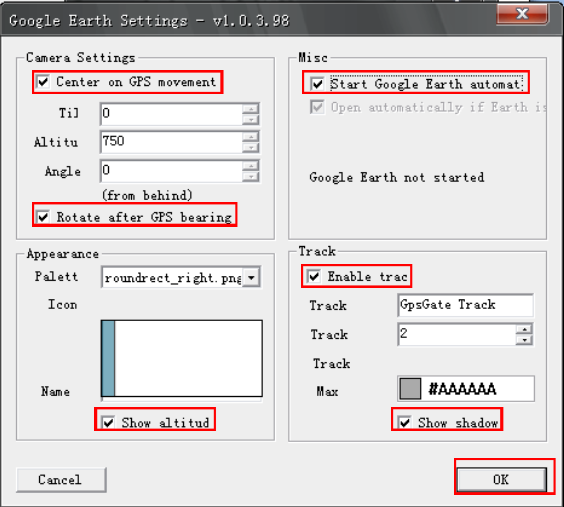 Google Earth Settings - v1.0.3.98
Camera Settings
Center on GPS movement
Til 0
Altitu 750
Angle 0
(from behind)
Rotate after GPS bearing
Misc
Start Google Earth automat
Open automatically if Earth is
Google Earth not started
Appearance
Palett roundrect_right.png
Icon
Name
Show altitud
Track
Enable trac
Track GpsGate Track
Track 2
Track
Max #AAAAAA
Show shadow
Cancel
OK